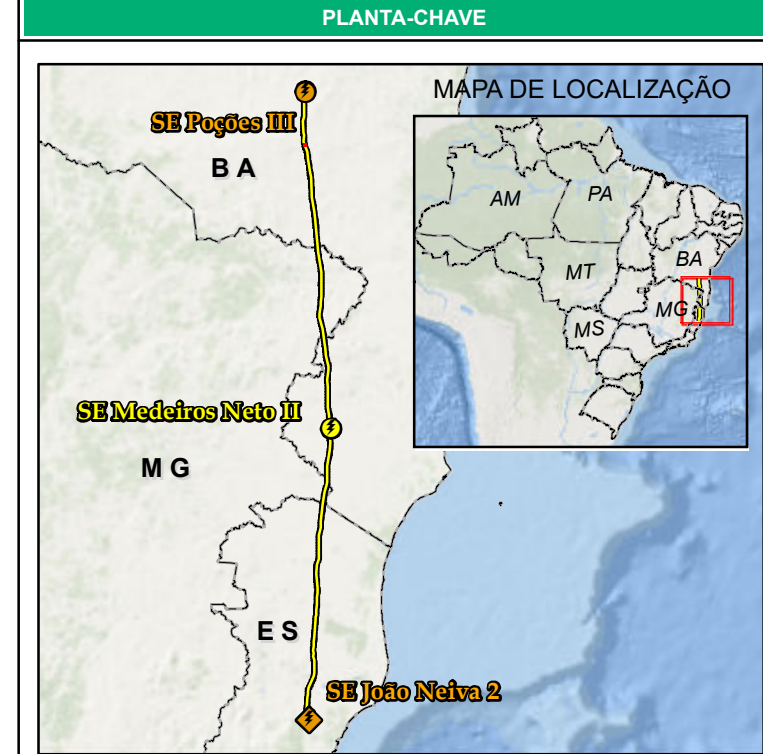 PLANTA-CHAVE
MAPA DE LOCALIZAÇÃO
SE Poções III
B A
AM
PA
BA
MT
MG
MS
SE Medeiros Neto II
M G
E S
SE João Neiva 2